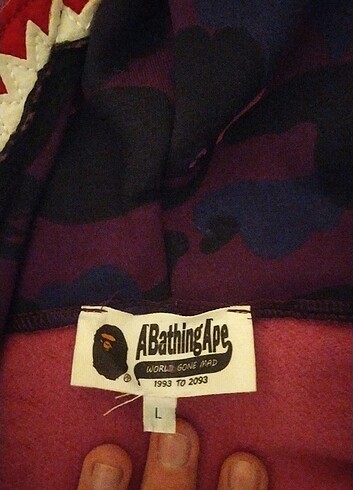 ABathingApe
WORLD GONE MAD
1993 TO 2093
®
L